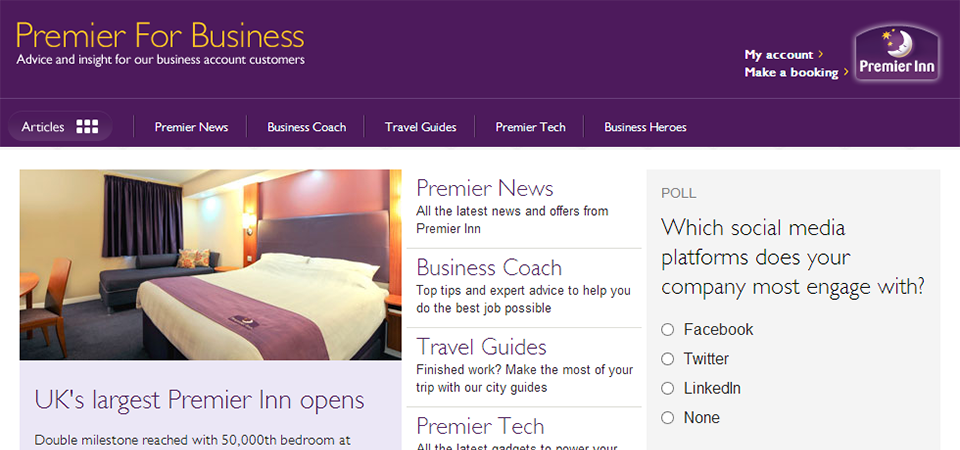 Premier For Business
Advice and insight for our business account customers
My account >
Make a booking >
Premier Inn
Articles
Premier News
Business Coach
Travel Guides
Premier Tech
Business Heroes
UK's largest Premier Inn opens
Double milestone reached with 50,000th bedroom at
Premier News
All the latest news and offers from
Premier Inn
Business Coach
Top tips and expert advice to help you
do the best job possible
Travel Guides
Finished work? Make the most of your
trip with our city guides
Premier Tech
All the latest gadgets to power your
POLL
Which social media
platforms does your
company most engage with?
Facebook
Twitter
LinkedIn
None